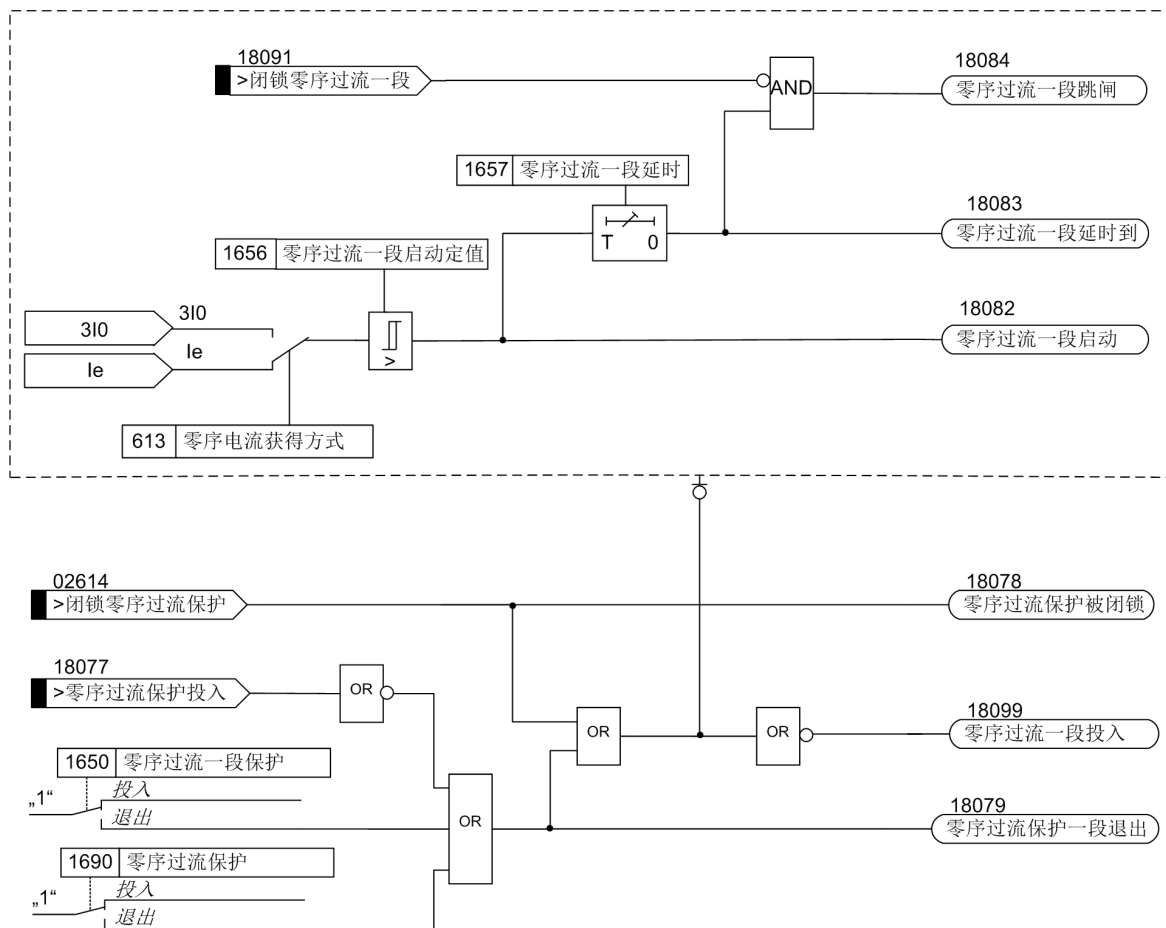 18091
>闭锁零序过流一段
AND
18084
零序过流一段跳闸
1657 零序过流一段延时
T 0
18083
零序过流一段延时到
1656 零序过流一段启动定值
3I0
3I0
Ie
Ie
>
18082
零序过流一段启动
613 零序电流获得方式
02614
>闭锁零序过流保护
18078
零序过流保护被闭锁
18077
>零序过流保护投入
OR
OR
OR
18099
零序过流一段投入
1650 零序过流一段保护
„1“
投入
退出
OR
18079
零序过流保护一段退出
1690 零序过流保护
„1“
投入
退出